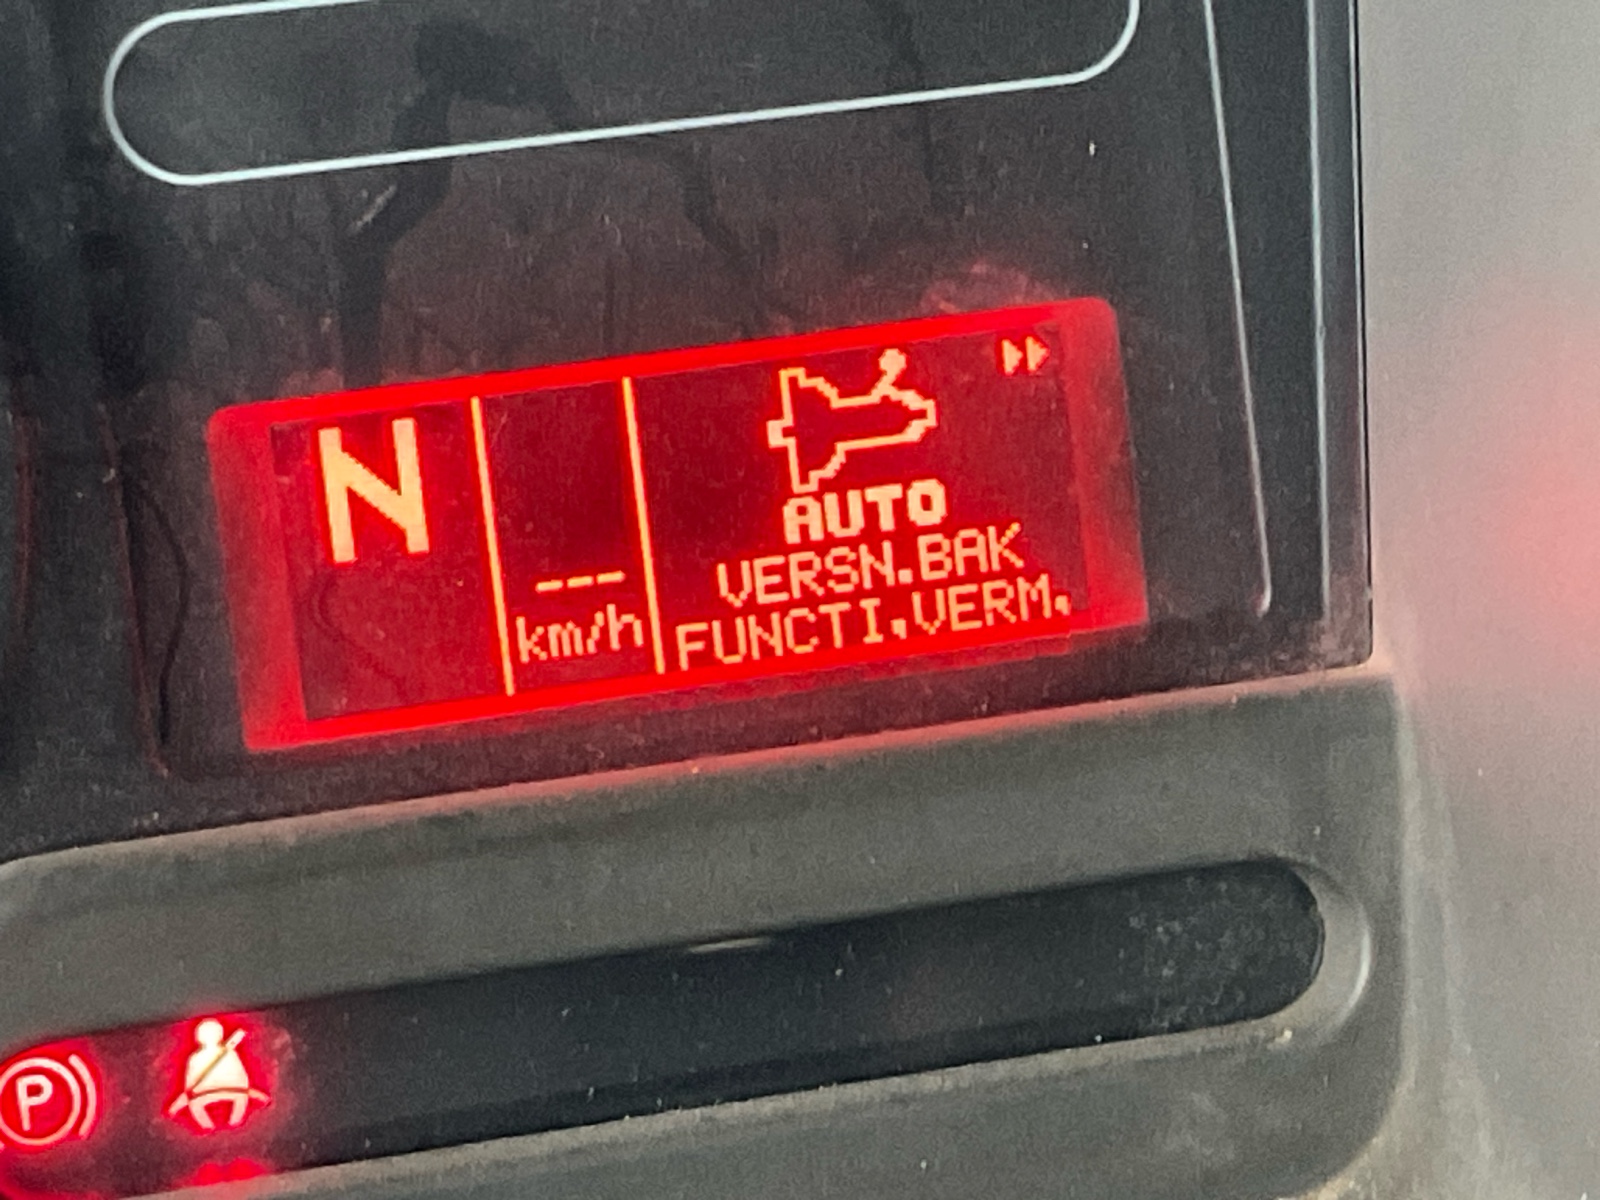 N
---
km/h
AUTO
VERSN.BAK
FUNCTI.VERM.
P